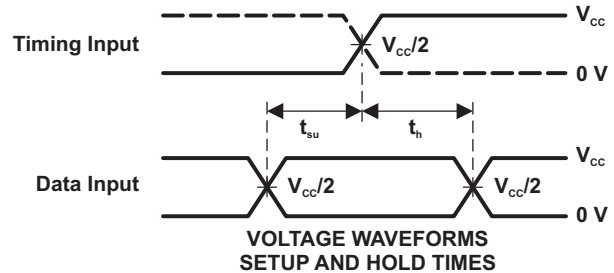 V_CC
Timing Input
V_CC/2
0 V
t_su
t_h
V_CC
Data Input
V_CC/2
V_CC/2
0 V
VOLTAGE WAVEFORMS
SETUP AND HOLD TIMES